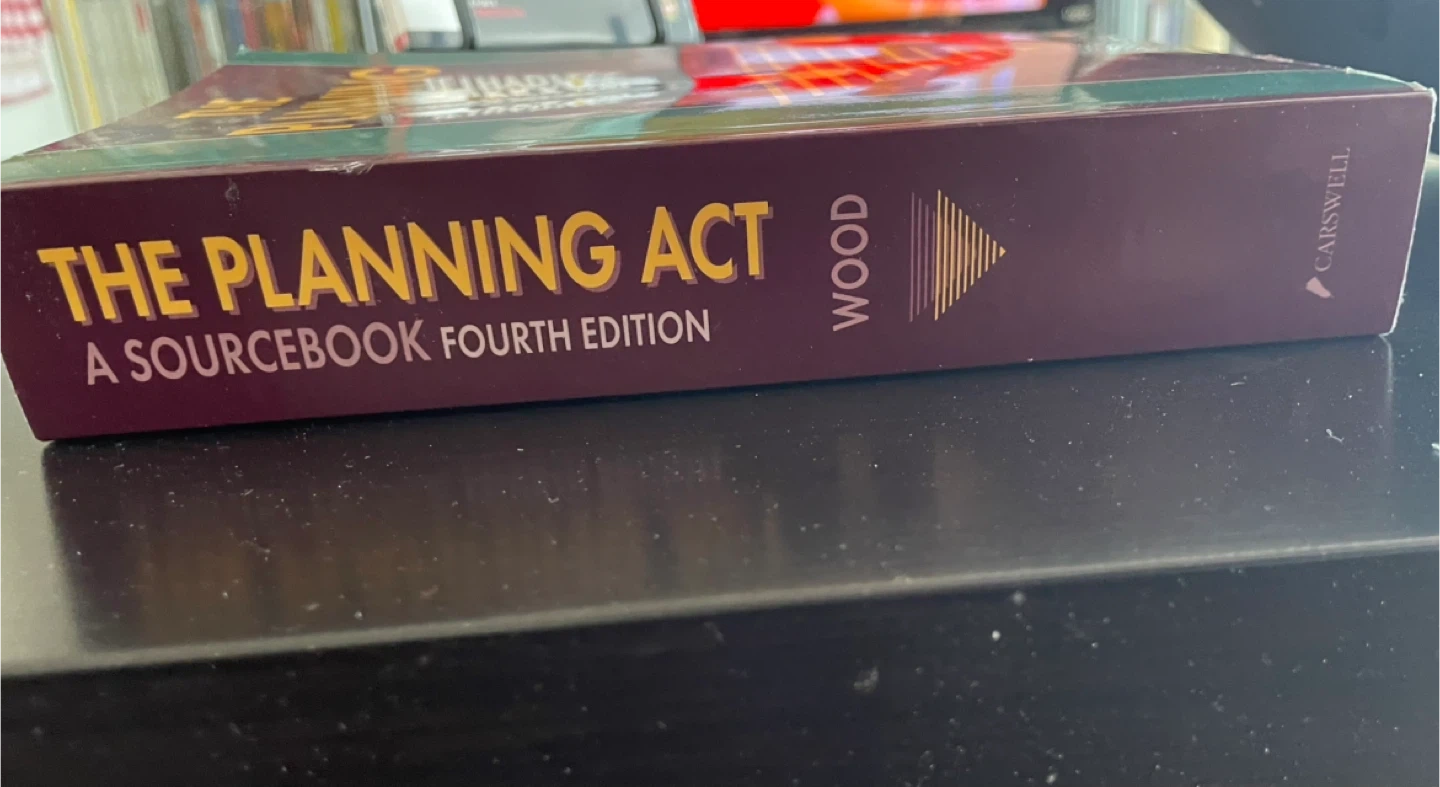 THE PLANNING ACT
A SOURCEBOOK FOURTH EDITION
WOOD
CARSWELL